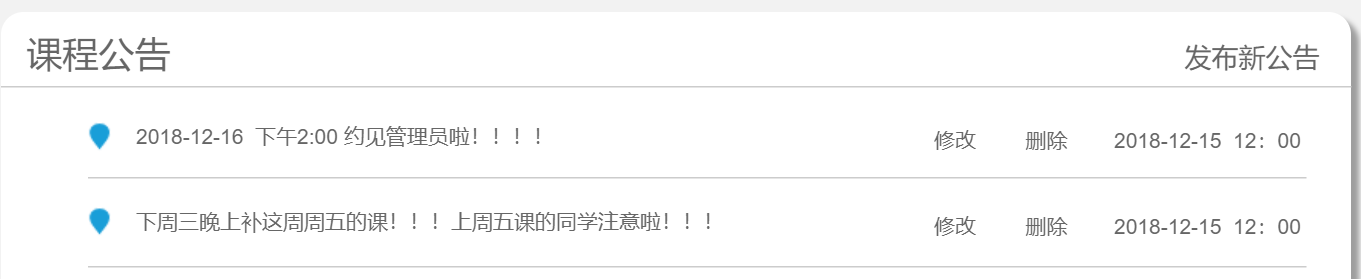 课程公告 发布新公告
2018-12-16 下午2:00 约见管理员啦！！！！ 修改 删除 2018-12-15 12：00
下周三晚上补这周周五的课！！！上周五课的同学注意啦！！！ 修改 删除 2018-12-15 12：00